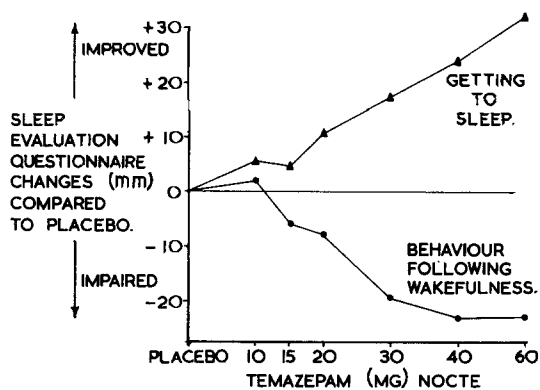 IMPROVED
SLEEP
EVALUATION
QUESTIONNAIRE
CHANGES (mm)
COMPARED
TO PLACEBO.
IMPAIRED
+30
+20
+10
0
-10
-20
GETTING
TO
SLEEP.
BEHAVIOUR
FOLLOWING
WAKEFULNESS.
PLACEBO 10 15 20 30 40 60
TEMAZEPAM (MG) NOCTE